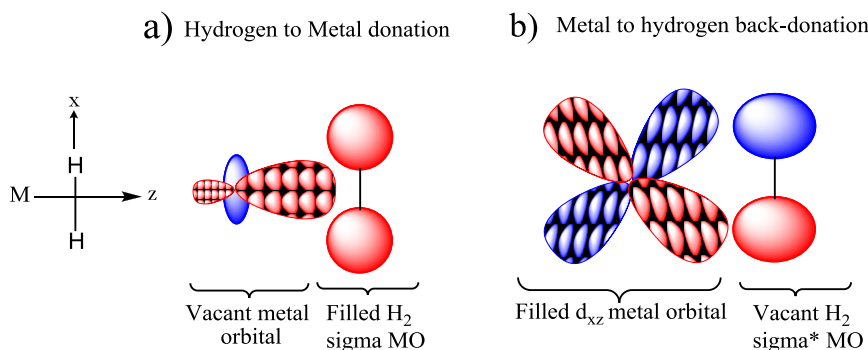 a) Hydrogen to Metal donation
b) Metal to hydrogen back-donation
x
H
M
z
H
Vacant metal
orbital
Filled H₂
sigma MO
Filled dxz metal orbital
Vacant H₂
sigma* MO